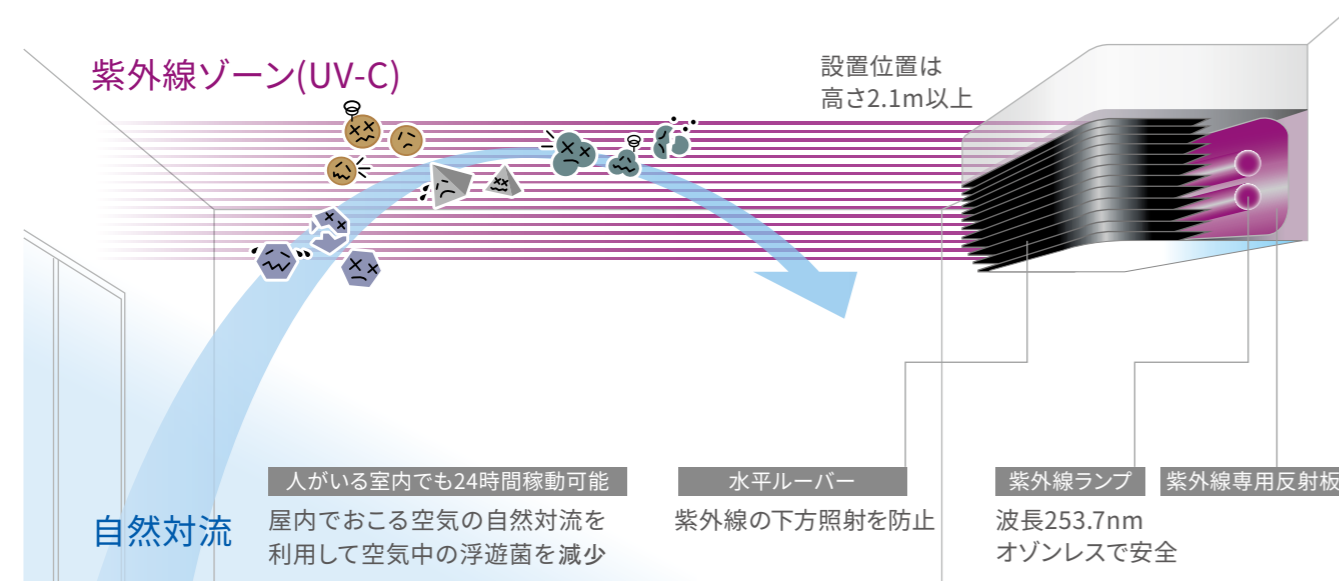 紫外線ゾーン(UV-C)
設置位置は
高さ2.1m以上
自然対流
人がいる室内でも24時間稼動可能
屋内でおこる空気の自然対流を
利用して空気中の浮遊菌を減少
水平ルーバー
紫外線の下方照射を防止
紫外線ランプ
波長253.7nm
オゾンレスで安全
紫外線専用反射板